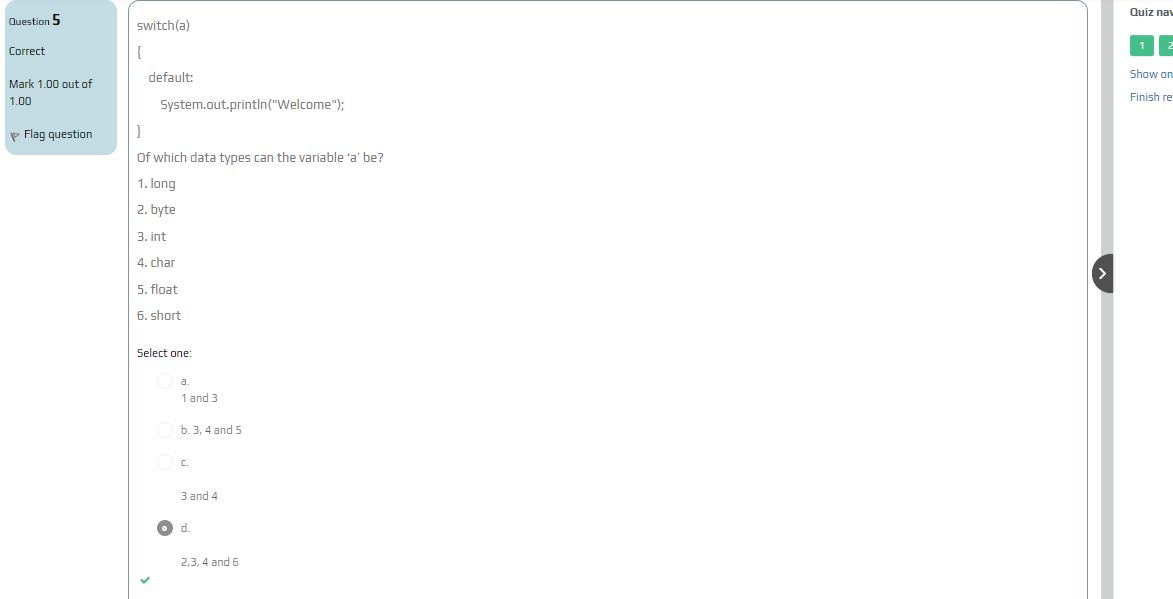 Question 5
Correct
Mark 1.00 out of
1.00
Flag question
switch(a)
{
default:
System.out.println("Welcome");
}
Of which data types can the variable ‘a’ be?
1. long
2. byte
3. int
4. char
5. float
6. short
Select one:
a.
1 and 3
b. 3, 4 and 5
c.
3 and 4
d.
2,3, 4 and 6
Quiz nav
1 2
Show on
Finish re